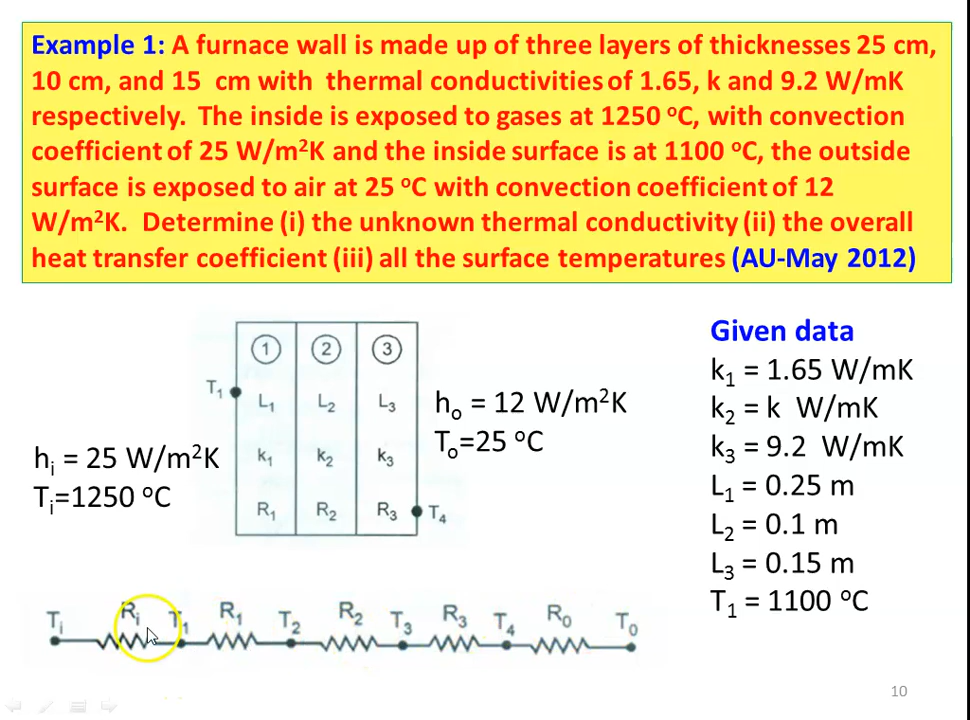 Example 1: A furnace wall is made up of three layers of thicknesses 25 cm,
10 cm, and 15 cm with thermal conductivities of 1.65, k and 9.2 W/mK
respectively. The inside is exposed to gases at 1250 °C, with convection
coefficient of 25 W/m²K and the inside surface is at 1100 °C, the outside
surface is exposed to air at 25 °C with convection coefficient of 12
W/m²K. Determine (i) the unknown thermal conductivity (ii) the overall
heat transfer coefficient (iii) all the surface temperatures (AU-May 2012)
1 2 3
T₁
L₁ L₂ L₃
k₁ k₂ k₃
R₁ R₂ R₃
T₄
hᵢ = 25 W/m²K
Tᵢ=1250 °C
hₒ = 12 W/m²K
Tₒ=25 °C
Given data
k₁ = 1.65 W/mK
k₂ = k W/mK
k₃ = 9.2 W/mK
L₁ = 0.25 m
L₂ = 0.1 m
L₃ = 0.15 m
T₁ = 1100 °C
Tᵢ Rᵢ T₁ R₁ T₂ R₂ T₃ R₃ T₄ R₀ T₀
10